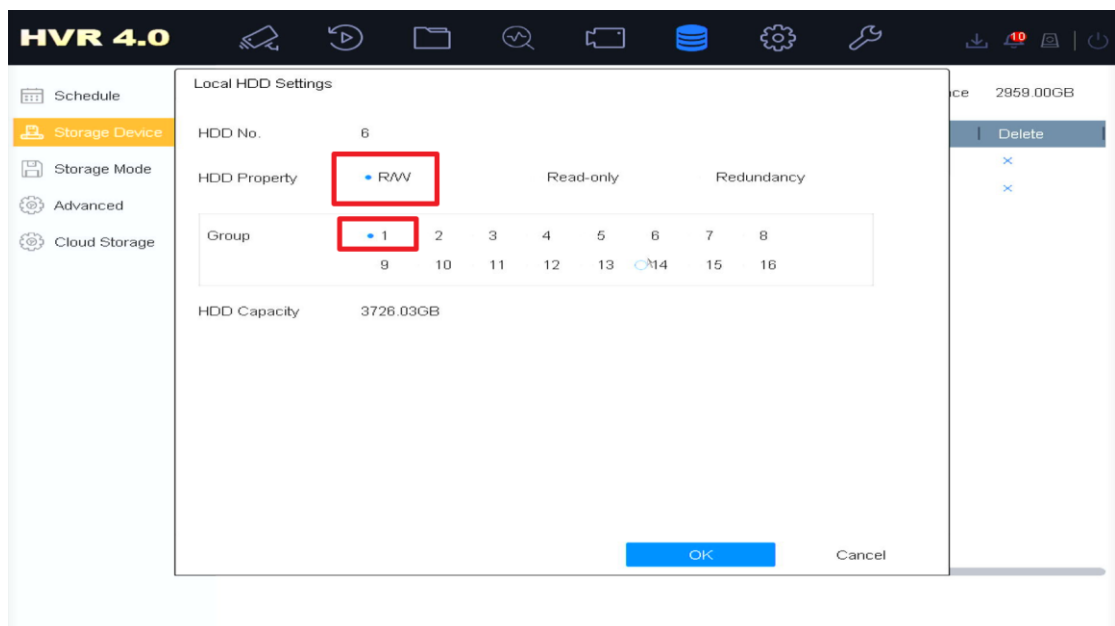 HVR 4.0
10
Schedule
Storage Device
Storage Mode
Advanced
Cloud Storage
Local HDD Settings
HDD No. 6
HDD Property R/W Read-only Redundancy
Group 1 2 3 4 5 6 7 8
9 10 11 12 13 14 15 16
HDD Capacity 3726.03GB
OK Cancel
ce 2959.00GB
Delete